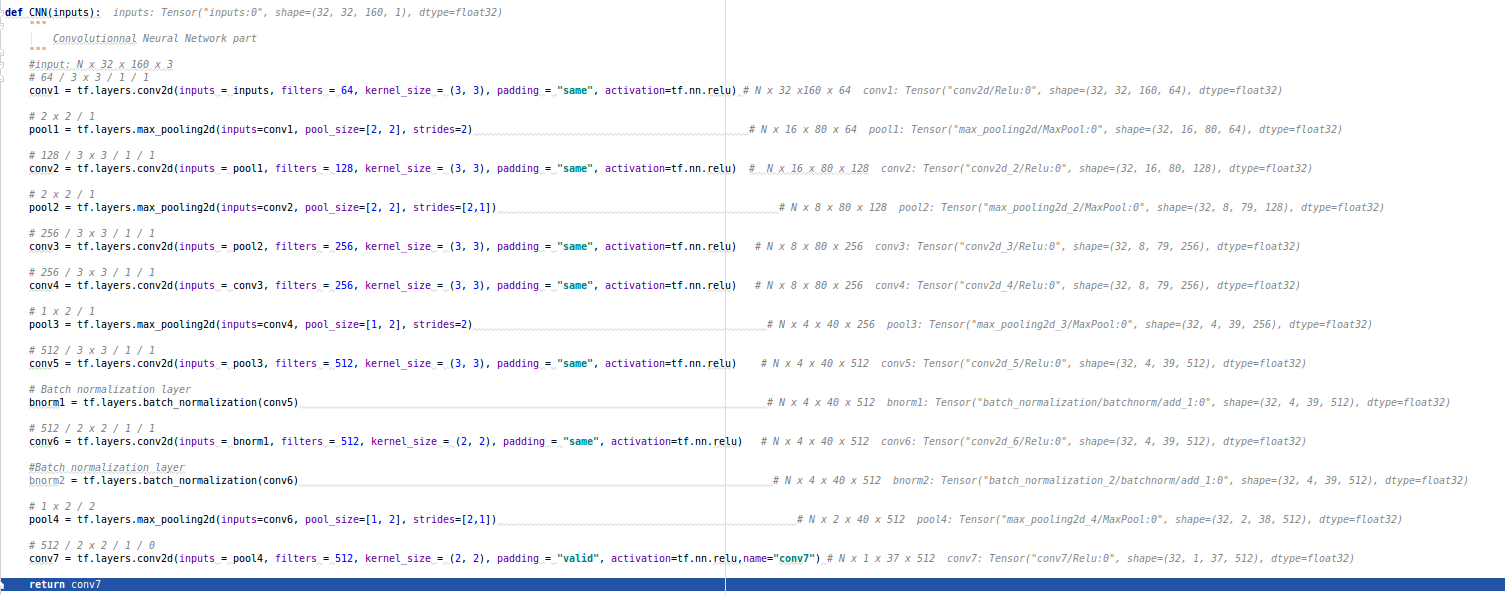 def CNN(inputs):  inputs: Tensor("inputs:0", shape=(32, 32, 160, 1), dtype=float32)
"""
Convolutionnal Neural Network part
"""
#input: N x 32 x 160 x 3
# 64 / 3 x 3 / 1 / 1
conv1 = tf.layers.conv2d(inputs = inputs, filters = 64, kernel_size = (3, 3), padding = "same", activation=tf.nn.relu) # N x 32 x160 x 64  conv1: Tensor("conv2d/Relu:0", shape=(32, 32, 160, 64), dtype=float32)
# 2 x 2 / 1
pool1 = tf.layers.max_pooling2d(inputs=conv1, pool_size=[2, 2], strides=2) # N x 16 x 80 x 64  pool1: Tensor("max_pooling2d/MaxPool:0", shape=(32, 16, 80, 64), dtype=float32)
# 128 / 3 x 3 / 1 / 1
conv2 = tf.layers.conv2d(inputs = pool1, filters = 128, kernel_size = (3, 3), padding = "same", activation=tf.nn.relu)  #  N x 16 x 80 x 128  conv2: Tensor("conv2d_2/Relu:0", shape=(32, 16, 80, 128), dtype=float32)
# 2 x 2 / 1
pool2 = tf.layers.max_pooling2d(inputs=conv2, pool_size=[2, 2], strides=[2,1]) # N x 8 x 80 x 128  pool2: Tensor("max_pooling2d_2/MaxPool:0", shape=(32, 8, 79, 128), dtype=float32)
# 256 / 3 x 3 / 1 / 1
conv3 = tf.layers.conv2d(inputs = pool2, filters = 256, kernel_size = (3, 3), padding = "same", activation=tf.nn.relu)   # N x 8 x 80 x 256  conv3: Tensor("conv2d_3/Relu:0", shape=(32, 8, 79, 256), dtype=float32)
# 256 / 3 x 3 / 1 / 1
conv4 = tf.layers.conv2d(inputs = conv3, filters = 256, kernel_size = (3, 3), padding = "same", activation=tf.nn.relu)   # N x 8 x 80 x 256  conv4: Tensor("conv2d_4/Relu:0", shape=(32, 8, 79, 256), dtype=float32)
# 1 x 2 / 1
pool3 = tf.layers.max_pooling2d(inputs=conv4, pool_size=[1, 2], strides=2) # N x 4 x 40 x 256  pool3: Tensor("max_pooling2d_3/MaxPool:0", shape=(32, 4, 39, 256), dtype=float32)
# 512 / 3 x 3 / 1 / 1
conv5 = tf.layers.conv2d(inputs = pool3, filters = 512, kernel_size = (3, 3), padding = "same", activation=tf.nn.relu)    # N x 4 x 40 x 512  conv5: Tensor("conv2d_5/Relu:0", shape=(32, 4, 39, 512), dtype=float32)
# Batch normalization layer
bnorm1 = tf.layers.batch_normalization(conv5) # N x 4 x 40 x 512  bnorm1: Tensor("batch_normalization/batchnorm/add_1:0", shape=(32, 4, 39, 512), dtype=float32)
# 512 / 2 x 2 / 1 / 1
conv6 = tf.layers.conv2d(inputs = bnorm1, filters = 512, kernel_size = (2, 2), padding = "same", activation=tf.nn.relu)   # N x 4 x 40 x 512  conv6: Tensor("conv2d_6/Relu:0", shape=(32, 4, 39, 512), dtype=float32)
#Batch normalization layer
bnorm2 = tf.layers.batch_normalization(conv6) # N x 4 x 40 x 512  bnorm2: Tensor("batch_normalization_2/batchnorm/add_1:0", shape=(32, 4, 39, 512), dtype=float32)
# 1 x 2 / 2
pool4 = tf.layers.max_pooling2d(inputs=conv6, pool_size=[1, 2], strides=[2,1]) # N x 2 x 40 x 512  pool4: Tensor("max_pooling2d_4/MaxPool:0", shape=(32, 2, 38, 512), dtype=float32)
# 512 / 2 x 2 / 1 / 0
conv7 = tf.layers.conv2d(inputs = pool4, filters = 512, kernel_size = (2, 2), padding = "valid", activation=tf.nn.relu,name="conv7") # N x 1 x 37 x 512  conv7: Tensor("conv7/Relu:0", shape=(32, 1, 37, 512), dtype=float32)
return conv7